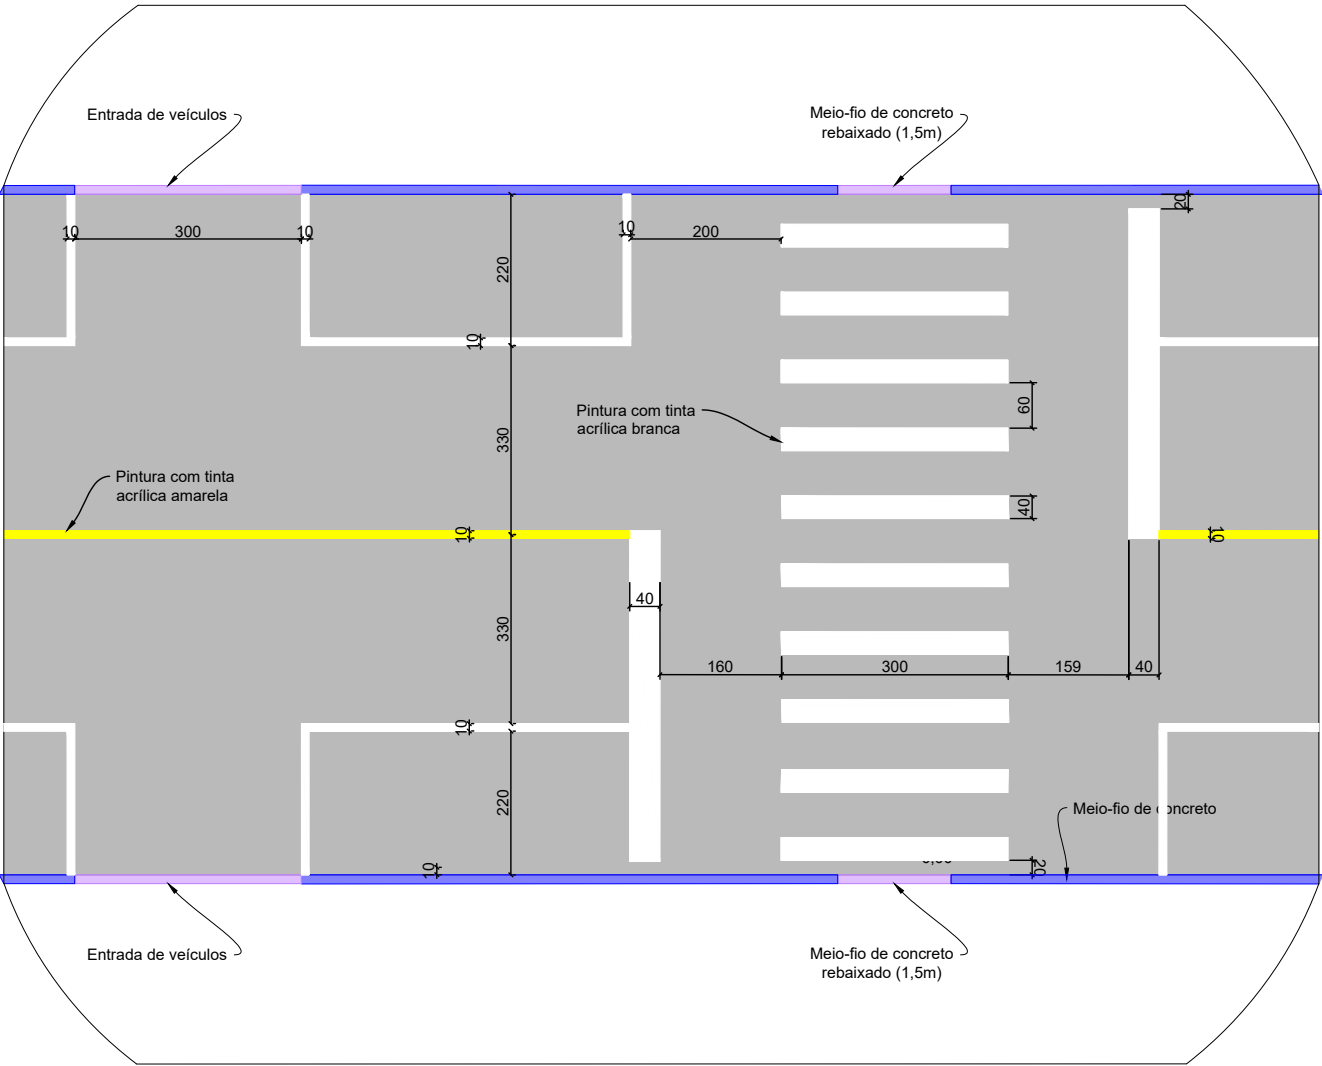 Entrada de veículos
Meio-fio de concreto
rebaixado (1,5m)
20
10
300
10
10
200
220
10
60
Pintura com tinta
acrílica branca
330
Pintura com tinta
acrílica amarela
40
10
10
40
330
160
300
159
40
10
220
Meio-fio de concreto
10
20
Entrada de veículos
Meio-fio de concreto
rebaixado (1,5m)